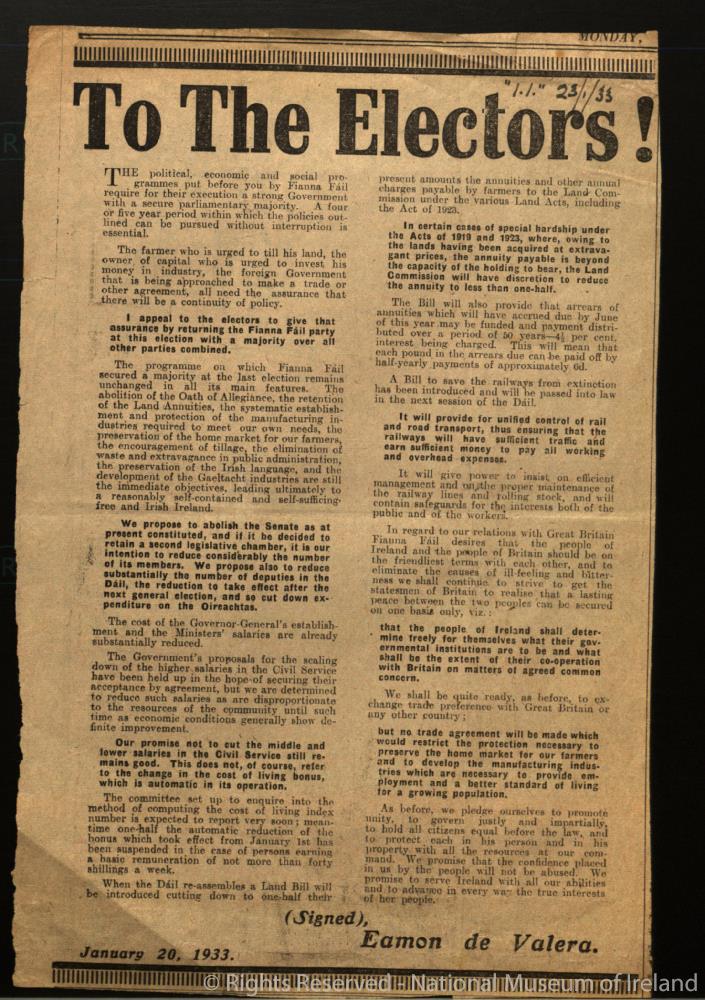 MONDAY,
"I.I." 23/1/33
To The Electors!
THE political, economic and social pro-
grammes put before you by Fianna Fáil
require for their execution a strong Government
with a secure parliamentary majority. A four
or five year period within which the policies out-
lined can be pursued without interruption is
essential.
The farmer who is urged to till his land, the
owner of capital who is urged to invest his
money in industry, the foreign Government
that is being approached to make a trade or
other agreement, all need the assurance that
there will be a continuity of policy.
I appeal to the electors to give that
assurance by returning the Fianna Fáil party
at this election with a majority over all
other parties combined.
The programme on which Fianna Fáil
secured a majority at the last election remains
unchanged in all its main features. The
abolition of the Oath of Allegiance, the retention
of the Land Annuities, the systematic establish-
ment and protection of the manufacturing in-
dustries required to meet our own needs, the
preservation of the home market for our farmers,
the encouragement of tillage, the elimination of
waste and extravagance in public administration,
the preservation of the Irish language, and the
development of the Gaeltacht industries are still
the immediate objectives, leading ultimately to
a reasonably self-contained and self-sufficing
free and Irish Ireland.
We propose to abolish the Senate as at
present constituted, and if it be decided to
retain a second legislative chamber, it is our
intention to reduce considerably the number
of its members. We propose also to reduce
substantially the number of deputies in the
Dáil, the reduction to take effect after the
next general election, and so cut down ex-
penditure on the Oireachtas.
The cost of the Governor-General's establish-
ment and the Ministers' salaries are already
substantially reduced.
The Government's proposals for the scaling
down of the higher salaries in the Civil Service
have been held up in the hope of securing their
acceptance by agreement, but we are determined
to reduce such salaries as are disproportionate
to the resources of the community until such
time as economic conditions generally show de-
finite improvement.
Our promise not to cut the middle and
lower salaries in the Civil Service still re-
mains good. This does not, of course, refer
to the change in the cost of living bonus,
which is automatic in its operation.
The committee set up to enquire into the
method of computing the cost of living index
number is expected to report very soon; mean-
time one-half the automatic reduction of the
bonus which took effect from January 1st has
been suspended in the case of persons earning
a basic remuneration of not more than forty
shillings a week.
When the Dáil re-assembles a Land Bill will
be introduced cutting down to one-half their
present amounts the annuities and other annual
charges payable by farmers to the Land Com-
mission under the various Land Acts, including
the Act of 1923.
In certain cases of special hardship under
the Acts of 1919 and 1923, where, owing to
the lands having been acquired at extrava-
gant prices, the annuity payable is beyond
the capacity of the holding to bear, the Land
Commission will have discretion to reduce
the annuity to less than one-half.
The Bill will also provide that arrears of
annuities which will have accrued due by June
of this year may be funded and payment distri-
buted over a period of 50 years—4½ per cent.
interest being charged. This will mean that
each pound in the arrears due can be paid off by
half-yearly payments of approximately 6d.
A Bill to save the railways from extinction
has been introduced and will be passed into law
in the next session of the Dáil.
It will provide for unified control of rail
and road transport, thus ensuring that the
railways will have sufficient traffic and
earn sufficient money to pay all working
and overhead expenses.
It will give power to insist on efficient
management and on the proper maintenance of
the railway lines and rolling stock, and will
contain safeguards for the interests both of the
public and of the workers.
In regard to our relations with Great Britain
Fianna Fáil desires that the people of
Ireland and the people of Britain should be on
the friendliest terms with each other, and to
eliminate the causes of ill-feeling and bitter-
ness we shall continue to strive to get the
statesmen of Britain to realise that a lasting
peace between the two peoples can be secured
on one basis only, viz.:
that the people of Ireland shall deter-
mine freely for themselves what their gov-
ernmental institutions are to be and what
shall be the extent of their co-operation
with Britain on matters of agreed common
concern.
We shall be quite ready, as before, to ex-
change trade preference with Great Britain or
any other country;
but no trade agreement will be made which
would restrict the protection necessary to
preserve the home market for our farmers
and to develop the manufacturing indus-
tries which are necessary to provide em-
ployment and a better standard of living
for a growing population.
As before, we pledge ourselves to promote
unity, to govern justly and impartially,
to hold all citizens equal before the law, and
to protect each in his person and in his
property with all the resources at our com-
mand. We promise that the confidence placed
in us by the people will not be abused. We
promise to serve Ireland with all our abilities
and to advance in every way the true interests
of her people.
(Signed),
Eamon de Valera.
January 20, 1933.
© Rights Reserved - National Museum of Ireland